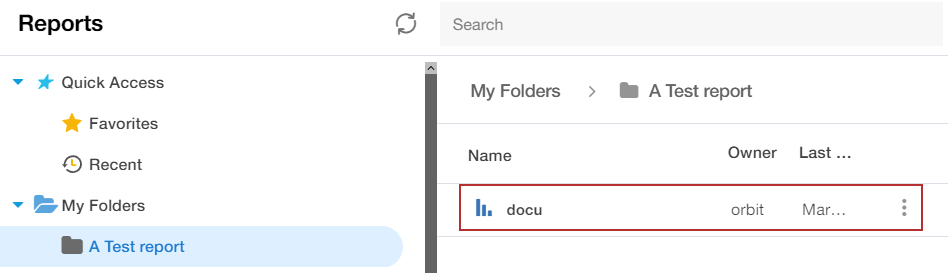 Reports
Search
Quick Access
Favorites
Recent
My Folders
A Test report
My Folders > A Test report
Name Owner Last ...
docu orbit Mar...